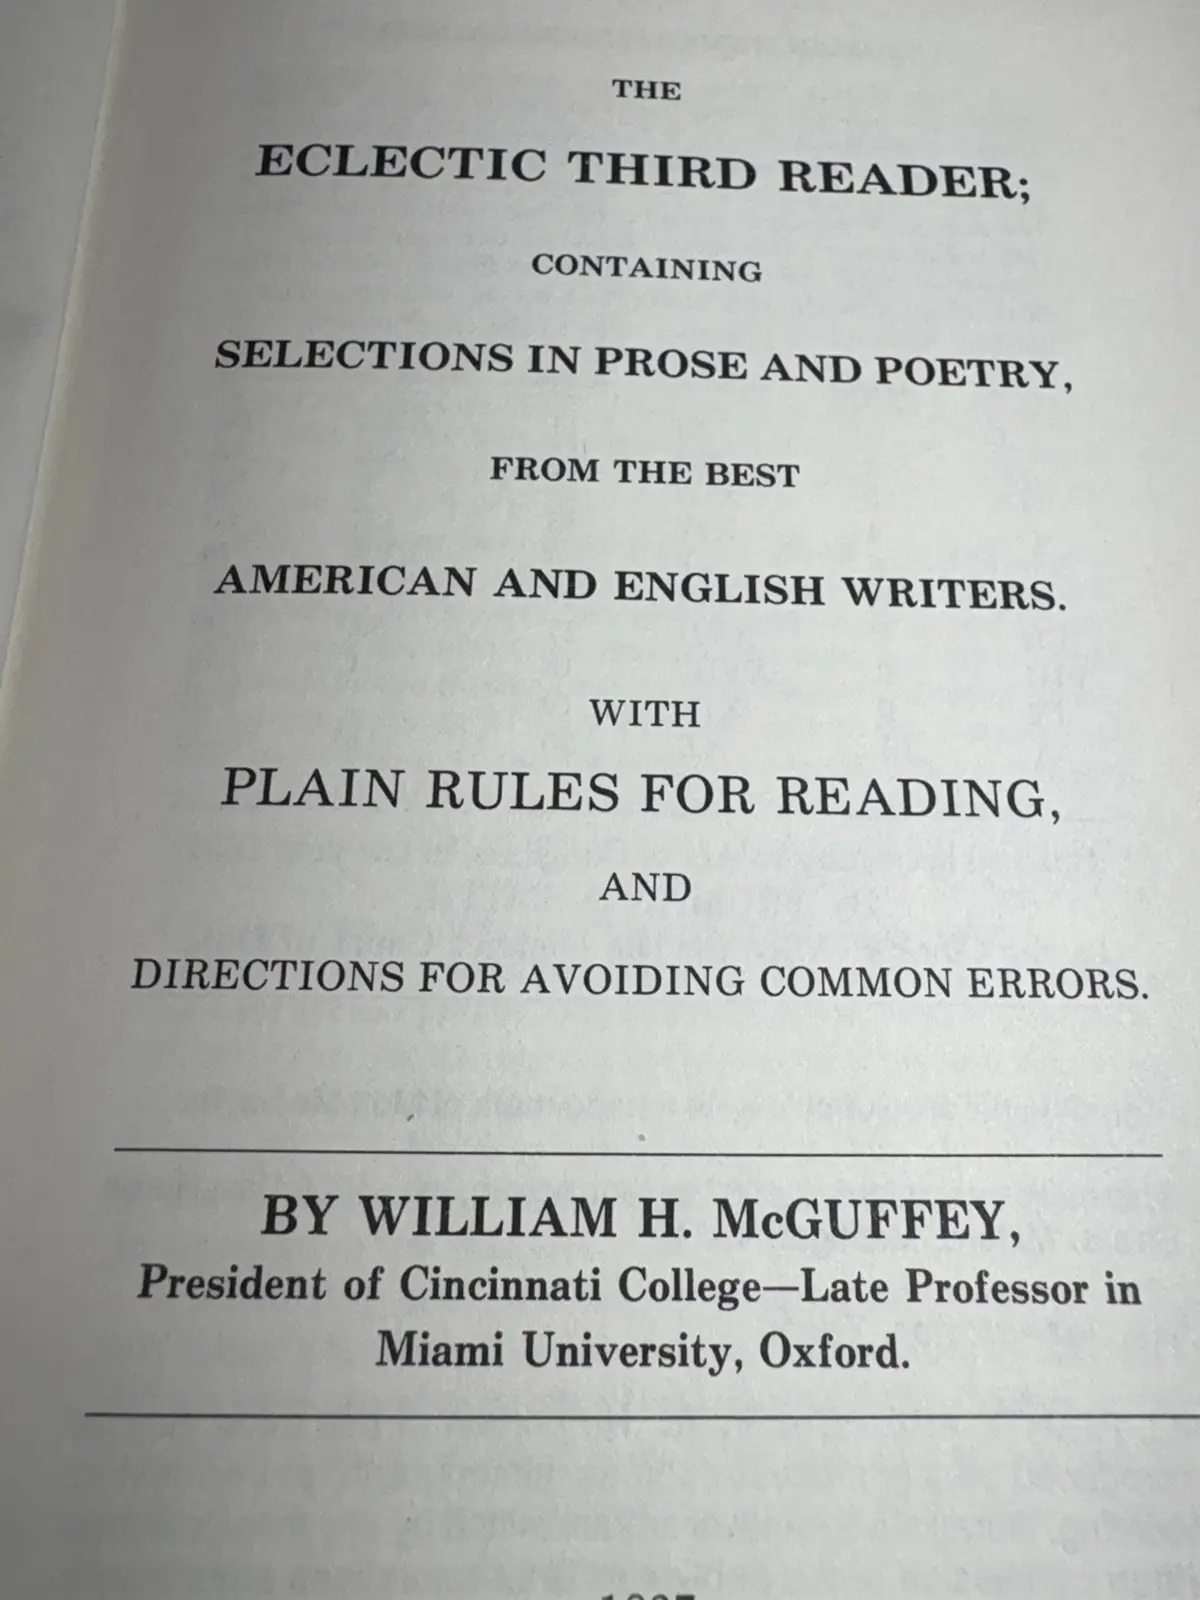 THE
ECLECTIC THIRD READER;
CONTAINING
SELECTIONS IN PROSE AND POETRY,
FROM THE BEST
AMERICAN AND ENGLISH WRITERS.
WITH
PLAIN RULES FOR READING,
AND
DIRECTIONS FOR AVOIDING COMMON ERRORS.
BY WILLIAM H. McGUFFEY,
President of Cincinnati College—Late Professor in
Miami University, Oxford.